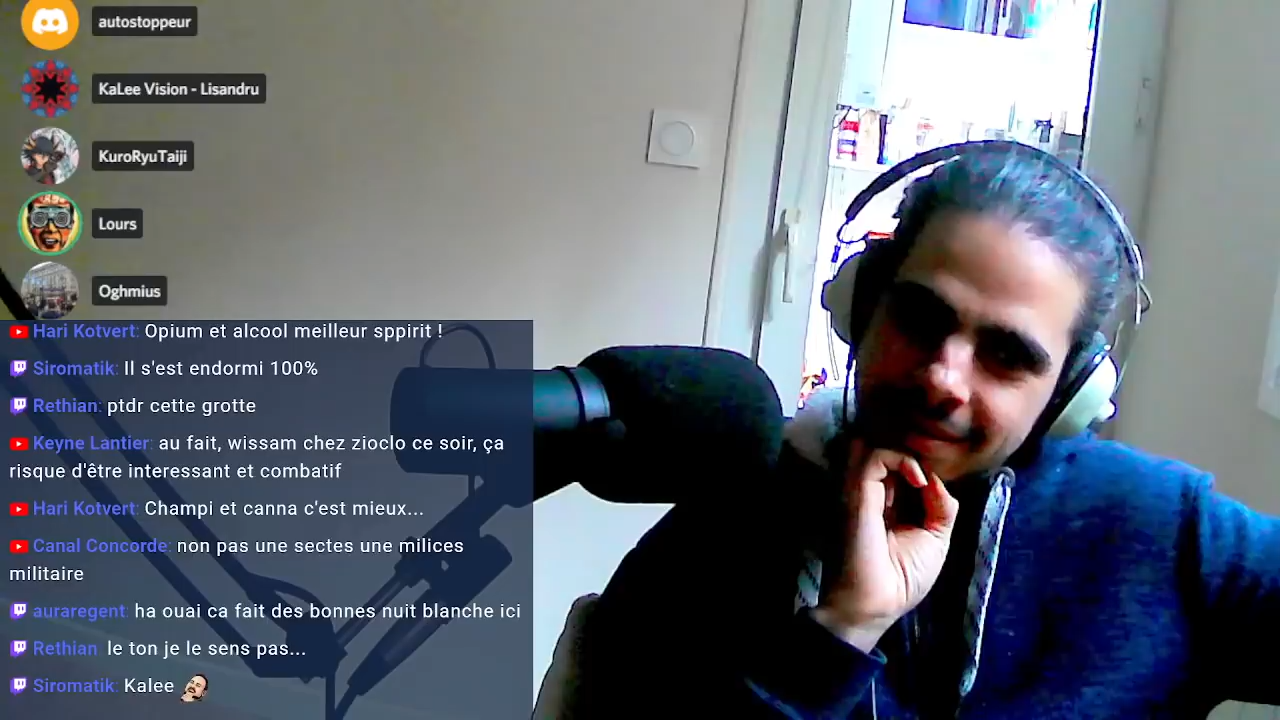 autostoppeur
KaLee Vision - Lisandru
KuroRyuTaiji
Lours
Oghmius
Hari Kotvert: Opium et alcool meilleur sppirit !
Siromatik: Il s'est endormi 100%
Rethian: ptdr cette grotte
Keyne Lantier: au fait, wissam chez zioclo ce soir, ça
risque d'être interessant et combatif
Hari Kotvert: Champi et canna c'est mieux...
Canal Concorde: non pas une sectes une milices
militaire
auraregent: ha ouai ca fait des bonnes nuit blanche ici
Rethian: le ton je le sens pas...
Siromatik: Kalee